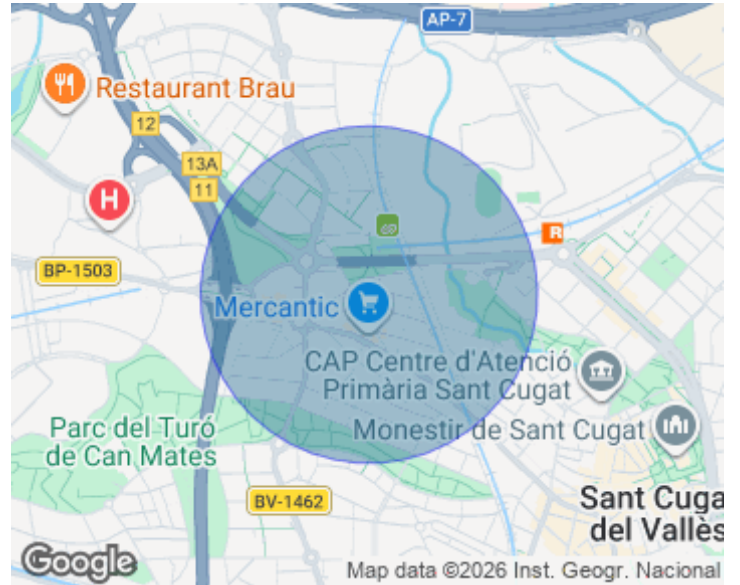 AP-7
Restaurant Brau
12
13A
11
H
R
BP-1503
Mercantic
CAP Centre d'Atenció
Primària Sant Cugat
Parc del Turó
de Can Mates
Monestir de Sant Cugat
BV-1462
Sant Cuga
del Vallès
Google
Map data ©2026 Inst. Geogr. Nacional